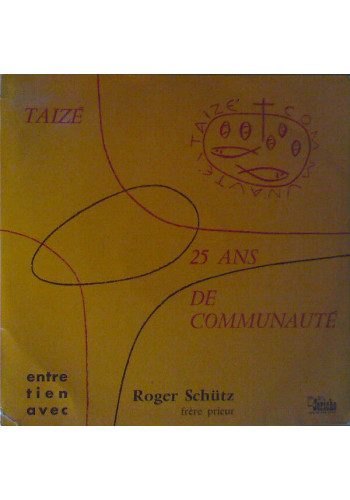 TAIZÉ
TAIZÉ COMMUNAUTÉ
25 ANS
DE
COMMUNAUTÉ
entre
tien
avec
Roger Schütz
frère prieur